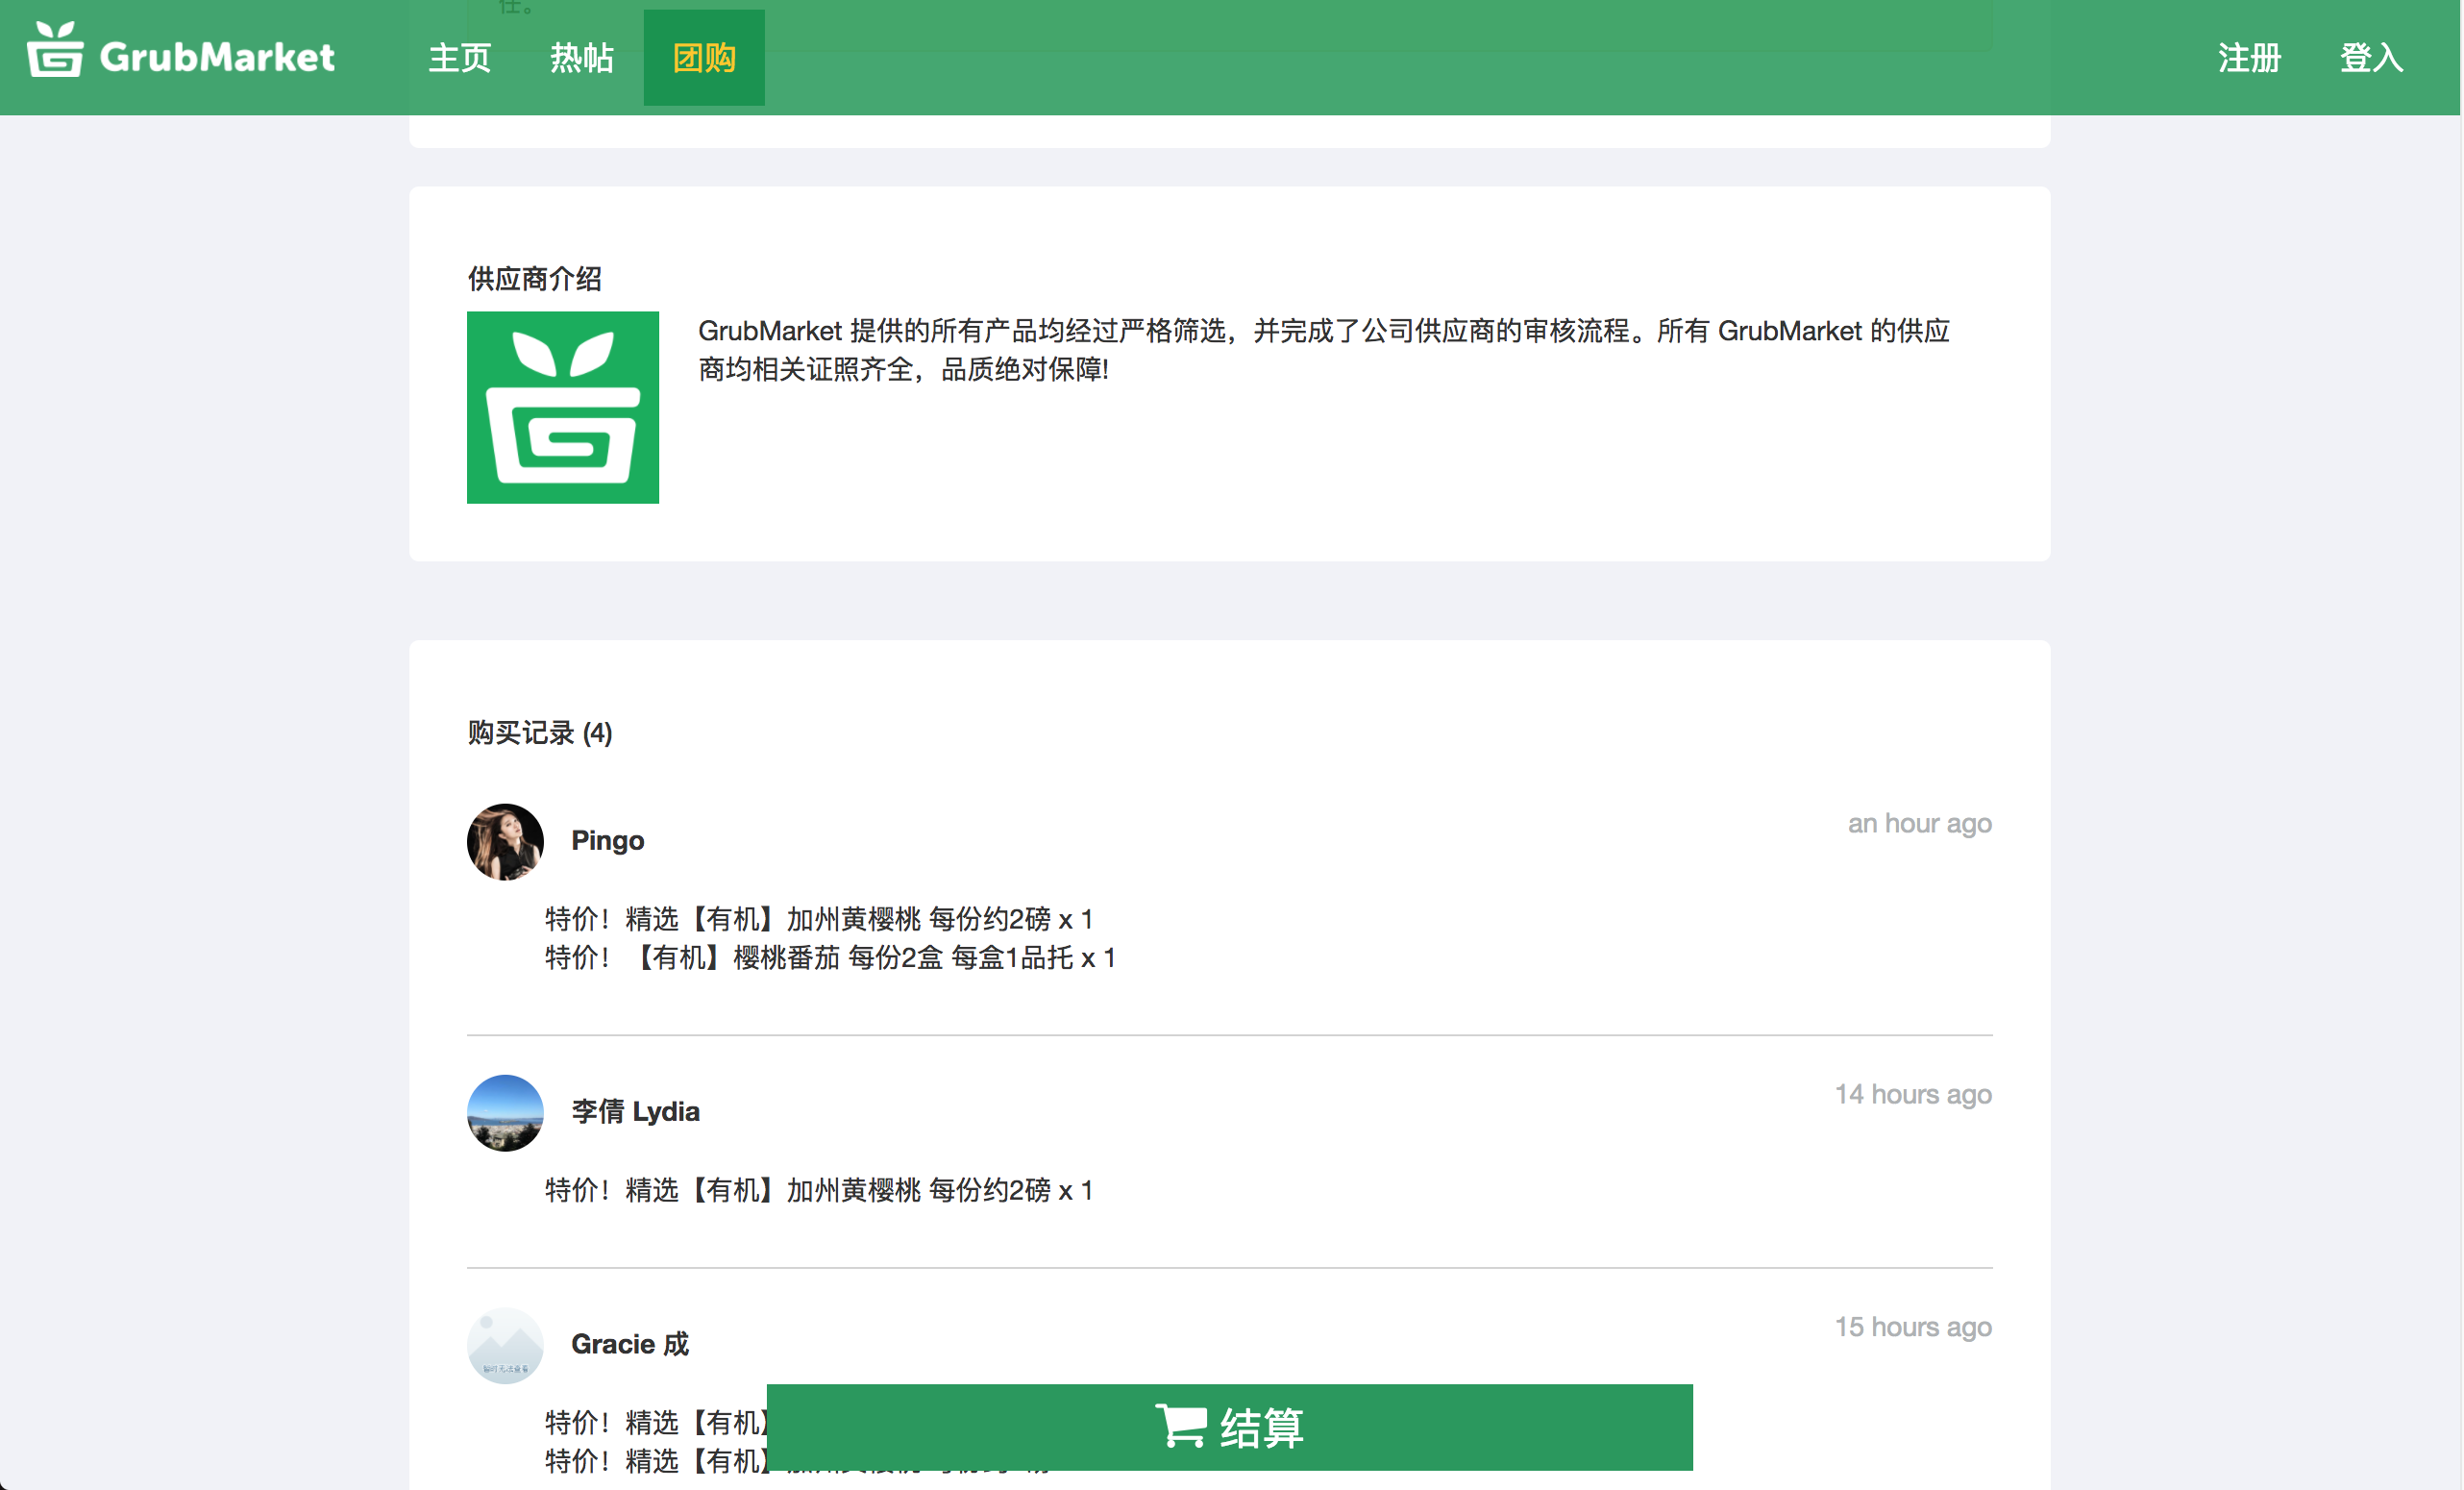 任。
GrubMarket 主页 热帖 团购 注册 登入
供应商介绍
GrubMarket 提供的所有产品均经过严格筛选，并完成了公司供应商的审核流程。所有 GrubMarket 的供应
商均相关证照齐全，品质绝对保障!
购买记录 (4)
Pingo an hour ago
特价！精选【有机】加州黄樱桃 每份约2磅 x 1
特价！【有机】樱桃番茄 每份2盒 每盒1品托 x 1
李倩 Lydia 14 hours ago
特价！精选【有机】加州黄樱桃 每份约2磅 x 1
Gracie 成 15 hours ago
暂时无法查看
特价！精选【有机】
特价！精选【有机】
结算